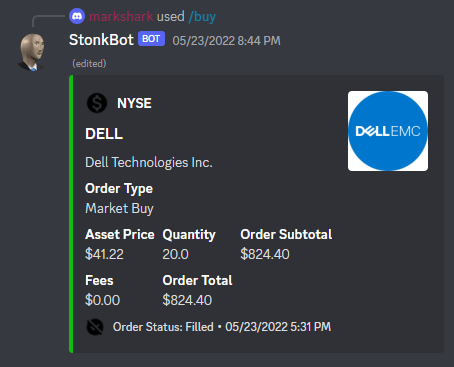 markshark used /buy
StonkBot BOT 05/23/2022 8:44 PM
(edited)
NYSE
DELL
Dell Technologies Inc.
DELLEMC
Order Type
Market Buy
Asset Price Quantity Order Subtotal
$41.22 20.0 $824.40
Fees Order Total
$0.00 $824.40
Order Status: Filled • 05/23/2022 5:31 PM